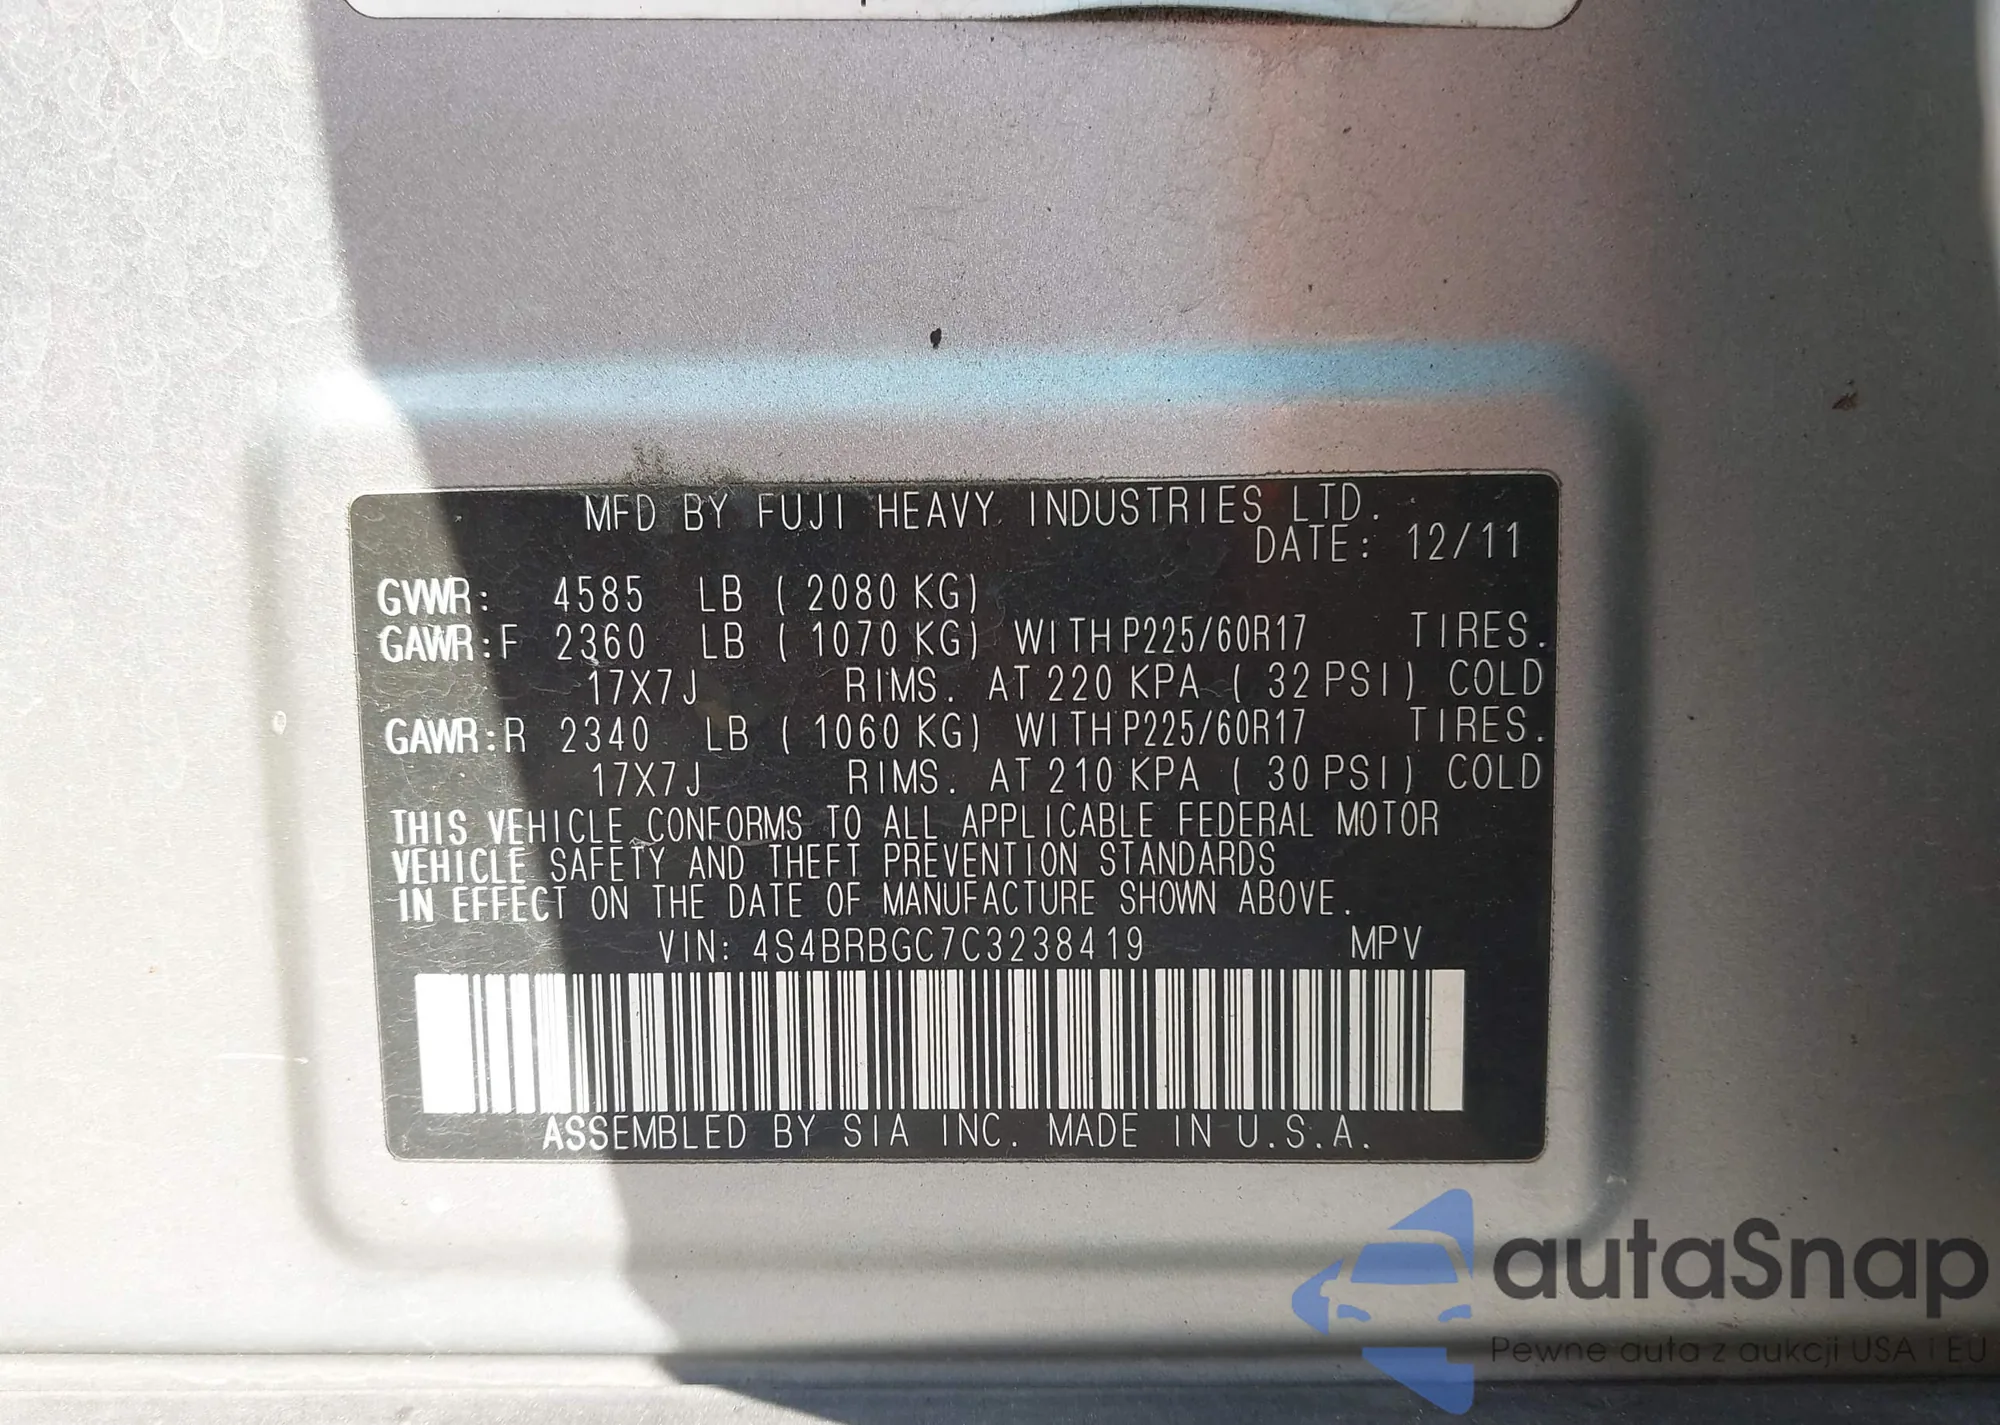 MFD BY FUJI HEAVY INDUSTRIES LTD.
DATE: 12/11
GVWR: 4585 LB (2080 KG)
GAWR:F 2360 LB (1070 KG) WITH P225/60R17 TIRES.
17X7J RIMS. AT 220 KPA (32 PSI) COLD
GAWR:R 2340 LB (1060 KG) WITH P225/60R17 TIRES.
17X7J RIMS. AT 210 KPA (30 PSI) COLD
THIS VEHICLE CONFORMS TO ALL APPLICABLE FEDERAL MOTOR
VEHICLE SAFETY AND THEFT PREVENTION STANDARDS
IN EFFECT ON THE DATE OF MANUFACTURE SHOWN ABOVE.
VIN: 4S4BRBGC7C3238419 MPV
ASSEMBLED BY SIA INC. MADE IN U.S.A.
autaSnap
Pewne auta z aukcji USA i EU